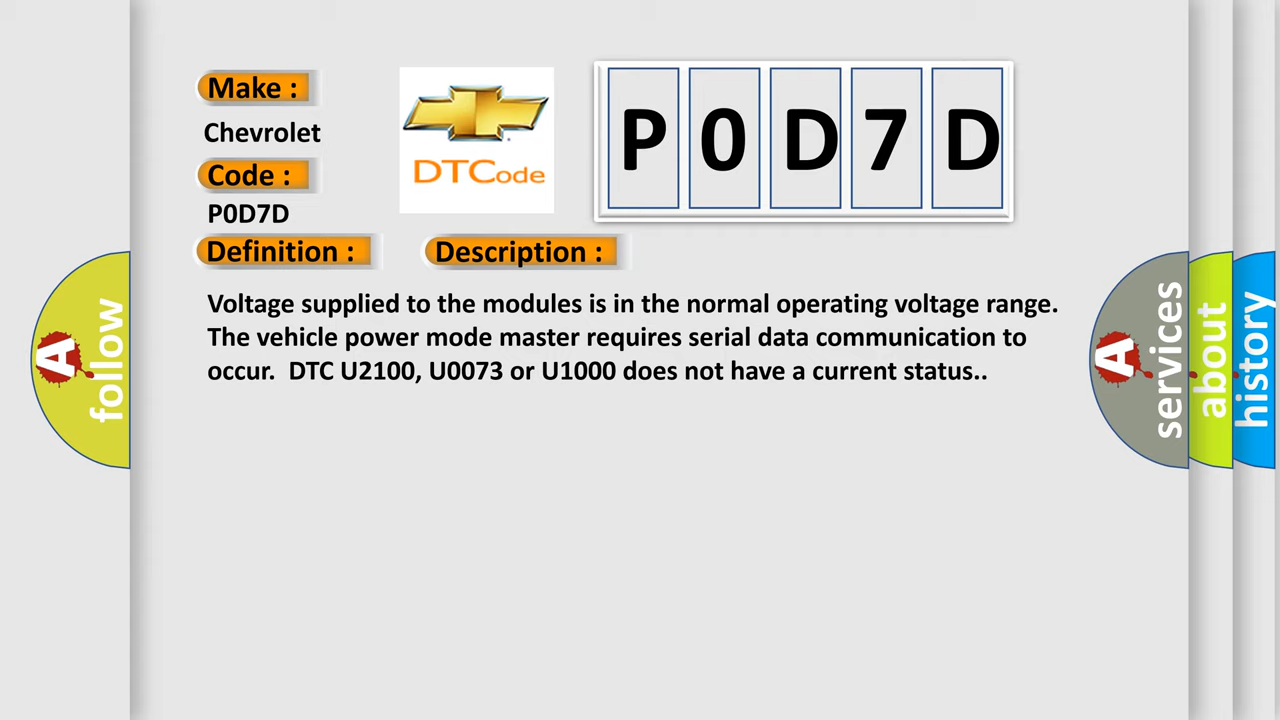 Make :
Chevrolet
Code :
P0D7D
DTCode
P 0 D 7 D
Definition :
Description :
Voltage supplied to the modules is in the normal operating voltage range.
The vehicle power mode master requires serial data communication to
occur. DTC U2100, U0073 or U1000 does not have a current status..
A follow
A services
about
history